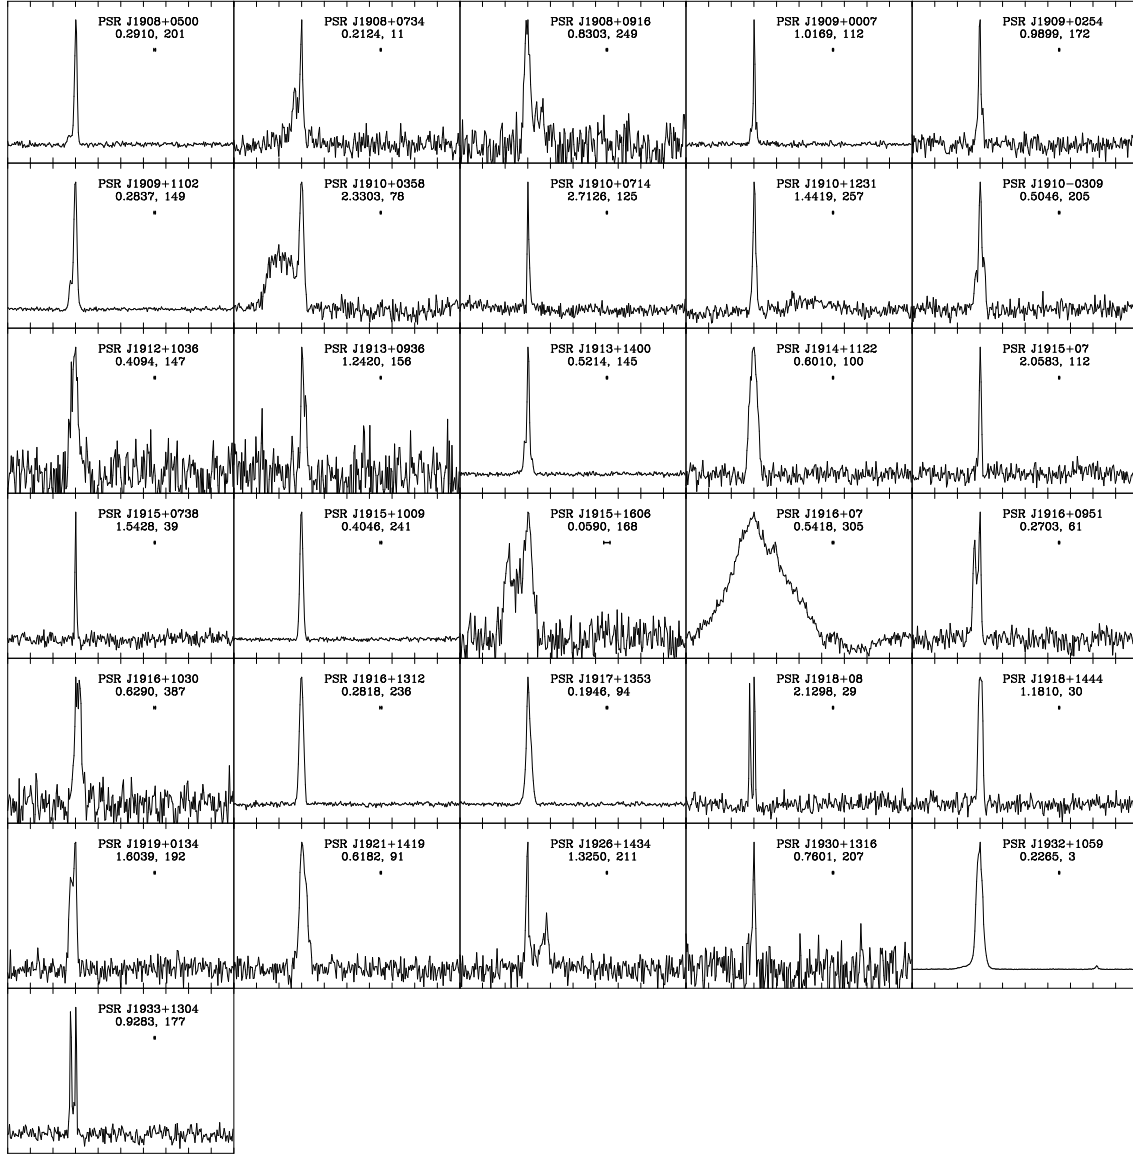 PSR J1908+0500
0.2910, 201
PSR J1908+0734
0.2124, 11
PSR J1908+0916
0.8303, 249
PSR J1909+0007
1.0169, 112
PSR J1909+0254
0.9899, 172
PSR J1909+1102
0.2837, 149
PSR J1910+0358
2.3303, 78
PSR J1910+0714
2.7126, 125
PSR J1910+1231
1.4419, 257
PSR J1910−0309
0.5046, 205
PSR J1912+1036
0.4094, 147
PSR J1913+0936
1.2420, 156
PSR J1913+1400
0.5214, 145
PSR J1914+1122
0.6010, 100
PSR J1915+07
2.0583, 112
PSR J1915+0738
1.5428, 39
PSR J1915+1009
0.4046, 241
PSR J1915+1606
0.0590, 168
PSR J1916+07
0.5418, 305
PSR J1916+0951
0.2703, 61
PSR J1916+1030
0.6290, 387
PSR J1916+1312
0.2818, 236
PSR J1917+1353
0.1946, 94
PSR J1918+08
2.1298, 29
PSR J1918+1444
1.1810, 30
PSR J1919+0134
1.6039, 192
PSR J1921+1419
0.6182, 91
PSR J1926+1434
1.3250, 211
PSR J1930+1316
0.7601, 207
PSR J1932+1059
0.2265, 3
PSR J1933+1304
0.9283, 177